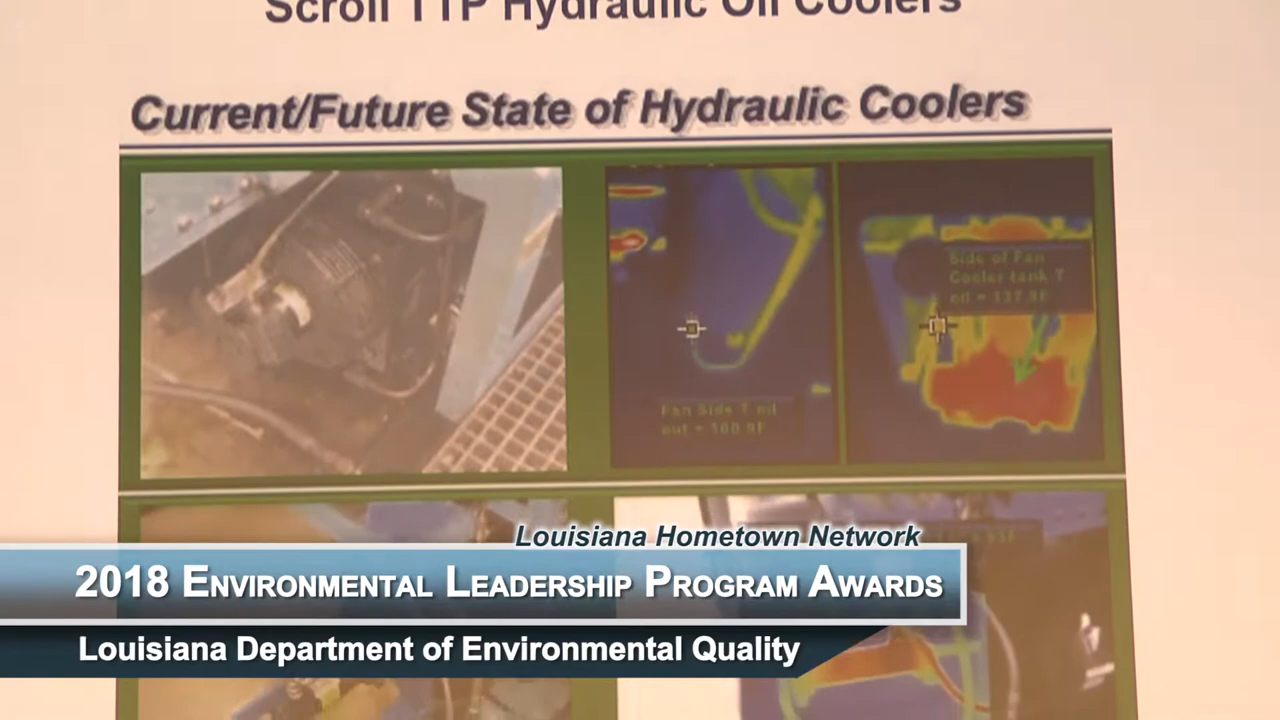 Scroll TTP Hydraulic Oil Coolers
Current/Future State of Hydraulic Coolers
Side of Fan
Cooler tank T
oil = 137.9F
Fan Side T oil
out = 100.9F
Louisiana Hometown Network
2018 Environmental Leadership Program Awards
Louisiana Department of Environmental Quality